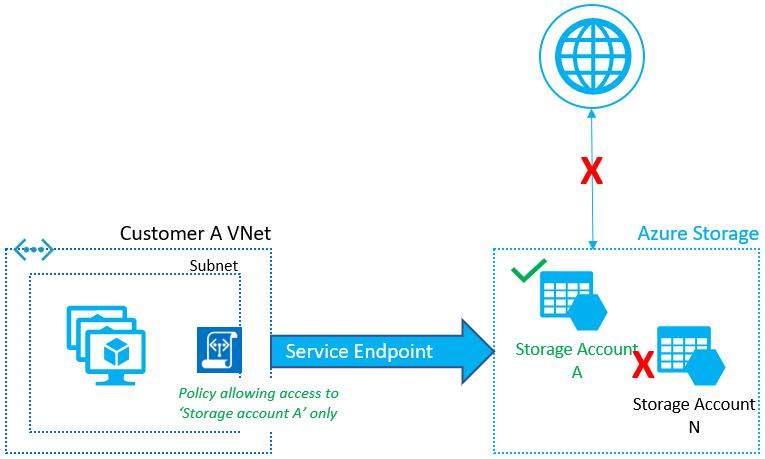 Customer A VNet
Azure Storage
Subnet
Service Endpoint
Storage Account
A
Policy allowing access to
‘Storage account A’ only
Storage Account
N